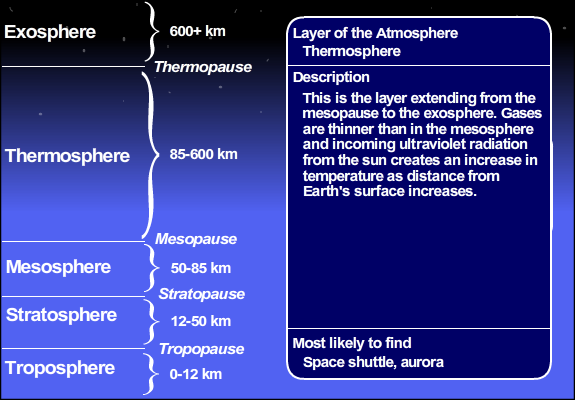 Exosphere
600+ km
Thermopause
Thermosphere
85-600 km
Mesopause
Mesosphere
50-85 km
Stratopause
Stratosphere
12-50 km
Tropopause
Troposphere
0-12 km
Layer of the Atmosphere
Thermosphere
Description
This is the layer extending from the
mesopause to the exosphere. Gases
are thinner than in the mesosphere
and incoming ultraviolet radiation
from the sun creates an increase in
temperature as distance from
Earth's surface increases.
Most likely to find
Space shuttle, aurora